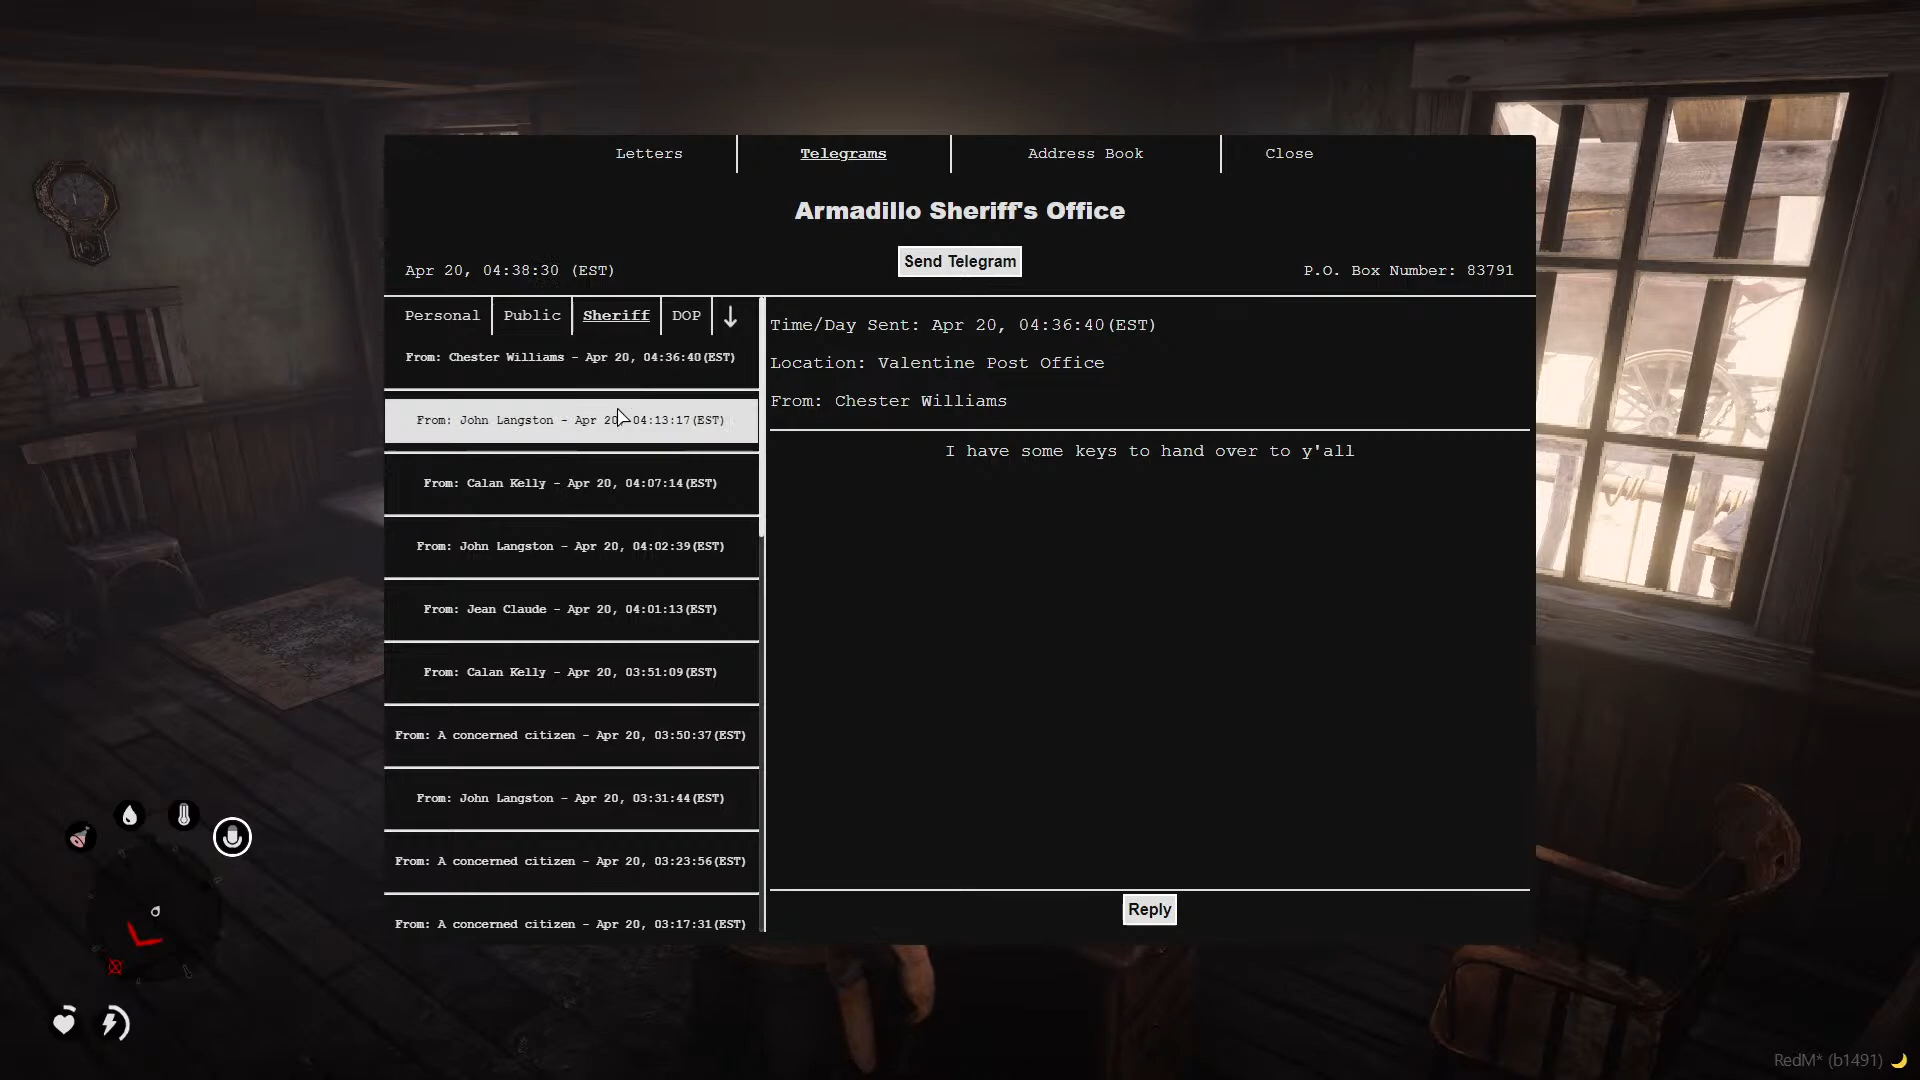 Letters
Telegrams
Address Book
Close
Armadillo Sheriff's Office
Send Telegram
Apr 20, 04:38:30 (EST)
P.O. Box Number: 83791
Personal
Public
Sheriff
DOP
From: Chester Williams - Apr 20, 04:36:40(EST)
From: John Langston - Apr 20, 04:13:17(EST)
From: Calan Kelly - Apr 20, 04:07:14(EST)
From: John Langston - Apr 20, 04:02:39(EST)
From: Jean Claude - Apr 20, 04:01:13(EST)
From: Calan Kelly - Apr 20, 03:51:09(EST)
From: A concerned citizen - Apr 20, 03:50:37(EST)
From: John Langston - Apr 20, 03:31:44(EST)
From: A concerned citizen - Apr 20, 03:23:56(EST)
From: A concerned citizen - Apr 20, 03:17:31(EST)
Time/Day Sent: Apr 20, 04:36:40(EST)
Location: Valentine Post Office
From: Chester Williams
I have some keys to hand over to y'all
Reply
RedM* (b1491)